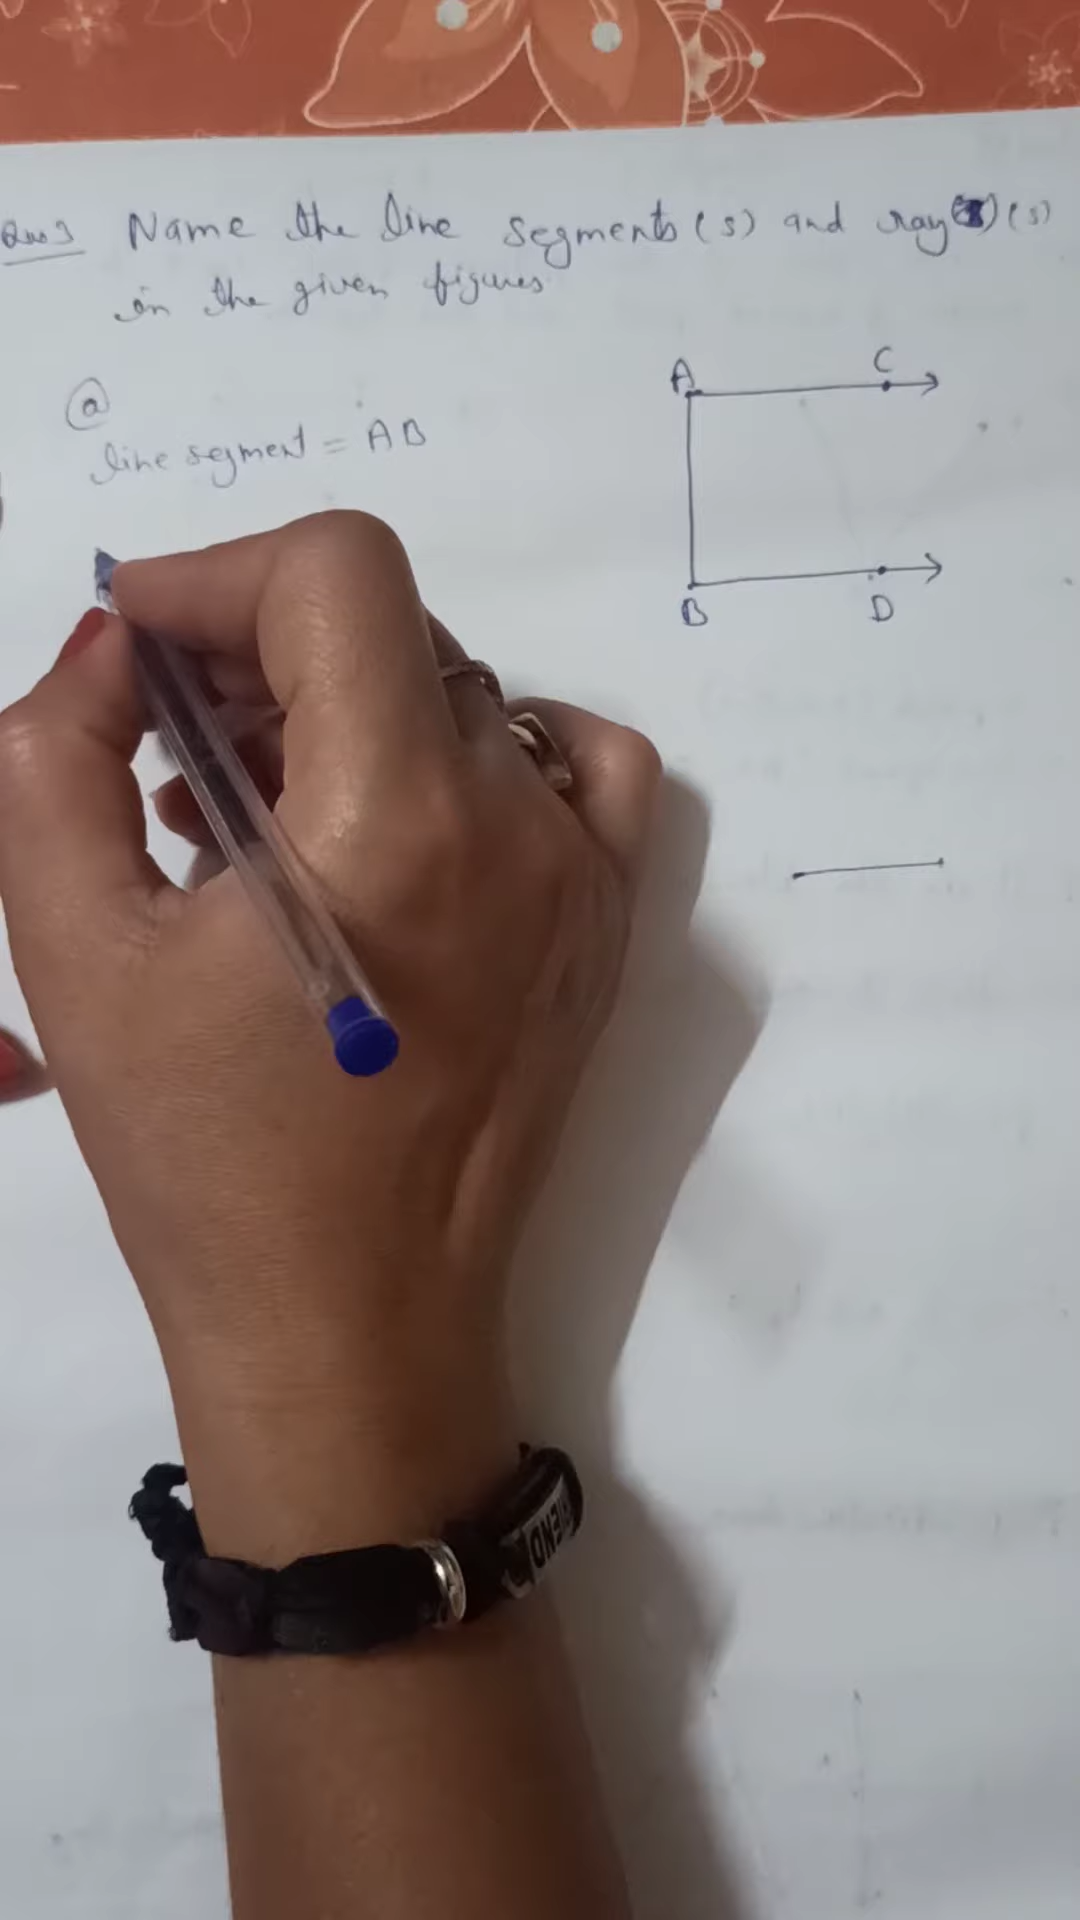 Ques Name the line segments(s) and ray(s)
in the given figures
A C
(a)
line segment = AB
B D